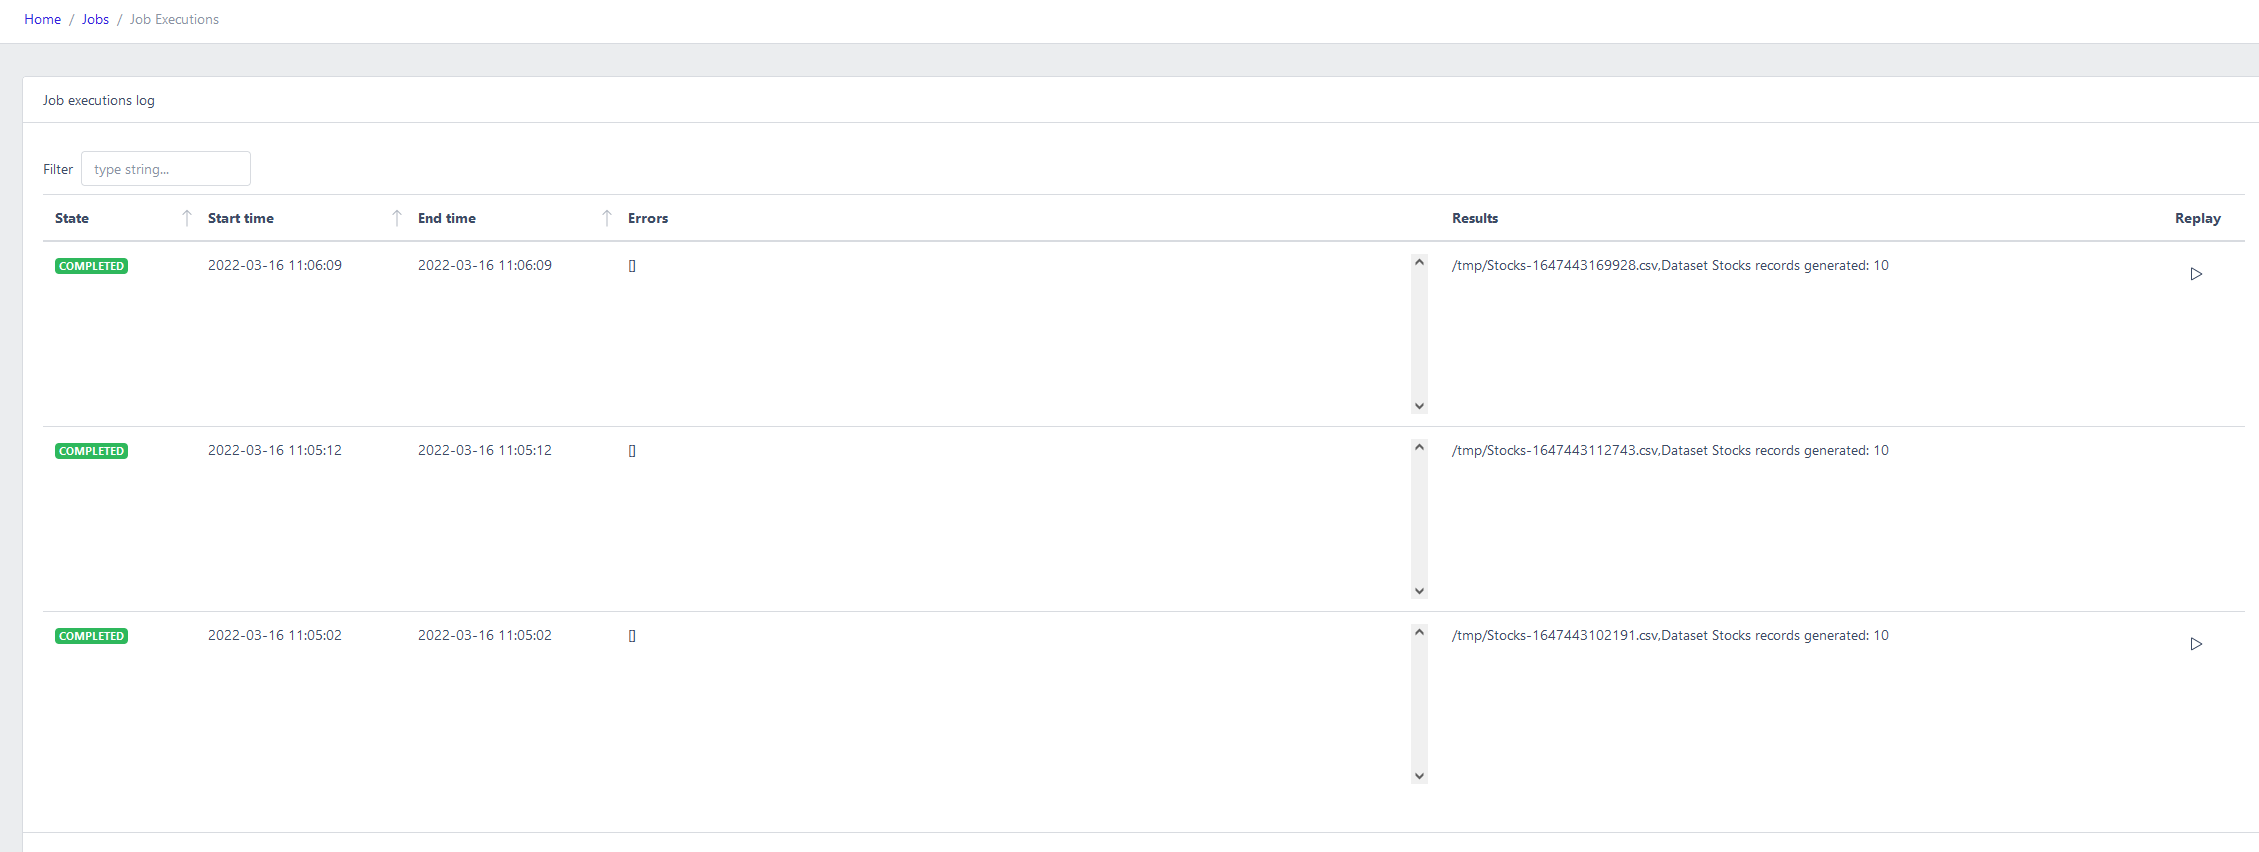 Home / Jobs / Job Executions
Job executions log
Filter type string...
State Start time End time Errors Results Replay
COMPLETED 2022-03-16 11:06:09 2022-03-16 11:06:09 [] /tmp/Stocks-1647443169928.csv,Dataset Stocks records generated: 10
COMPLETED 2022-03-16 11:05:12 2022-03-16 11:05:12 [] /tmp/Stocks-1647443112743.csv,Dataset Stocks records generated: 10
COMPLETED 2022-03-16 11:05:02 2022-03-16 11:05:02 [] /tmp/Stocks-1647443102191.csv,Dataset Stocks records generated: 10